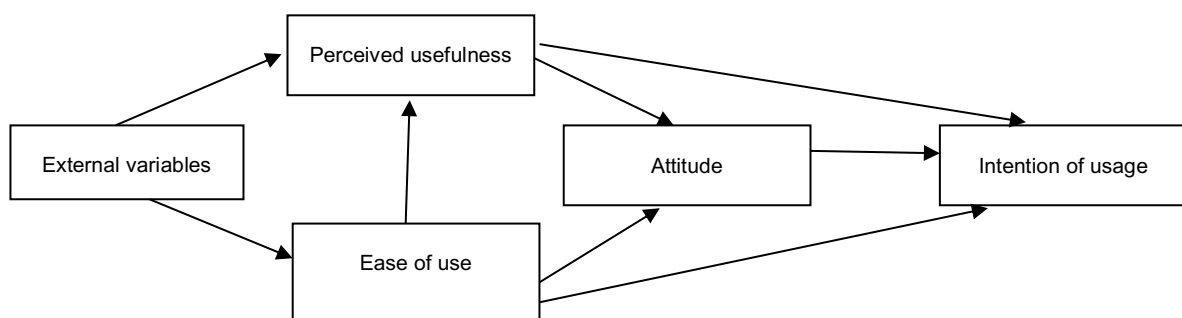 Perceived usefulness
External variables
Attitude
Intention of usage
Ease of use